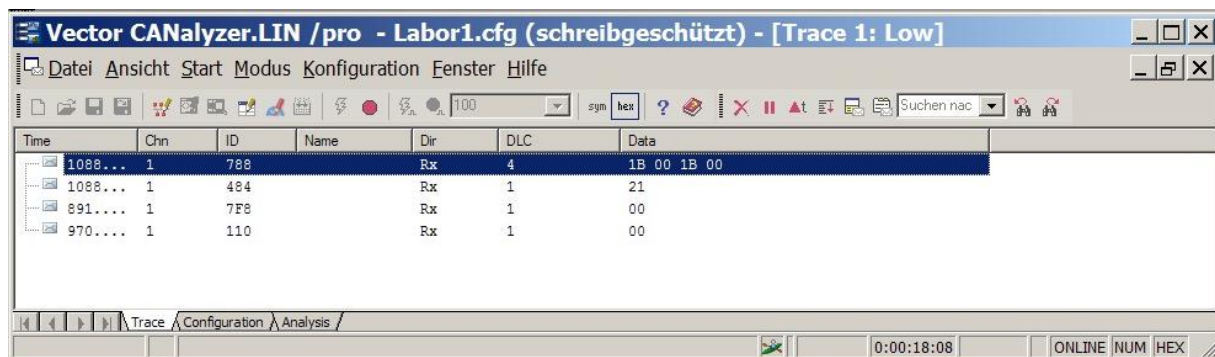 Vector CANalyzer.LIN /pro - Labor1.cfg (schreibgeschützt) - [Trace 1: Low]
Datei Ansicht Start Modus Konfiguration Fenster Hilfe
100 sym hex ? Suchen nac
Time Chn ID Name Dir DLC Data
1088... 1 788 Rx 4 1B 00 1B 00
1088... 1 484 Rx 1 21
891.... 1 7F8 Rx 1 00
970.... 1 110 Rx 1 00
Trace Configuration Analysis
0:00:18:08 ONLINE NUM HEX